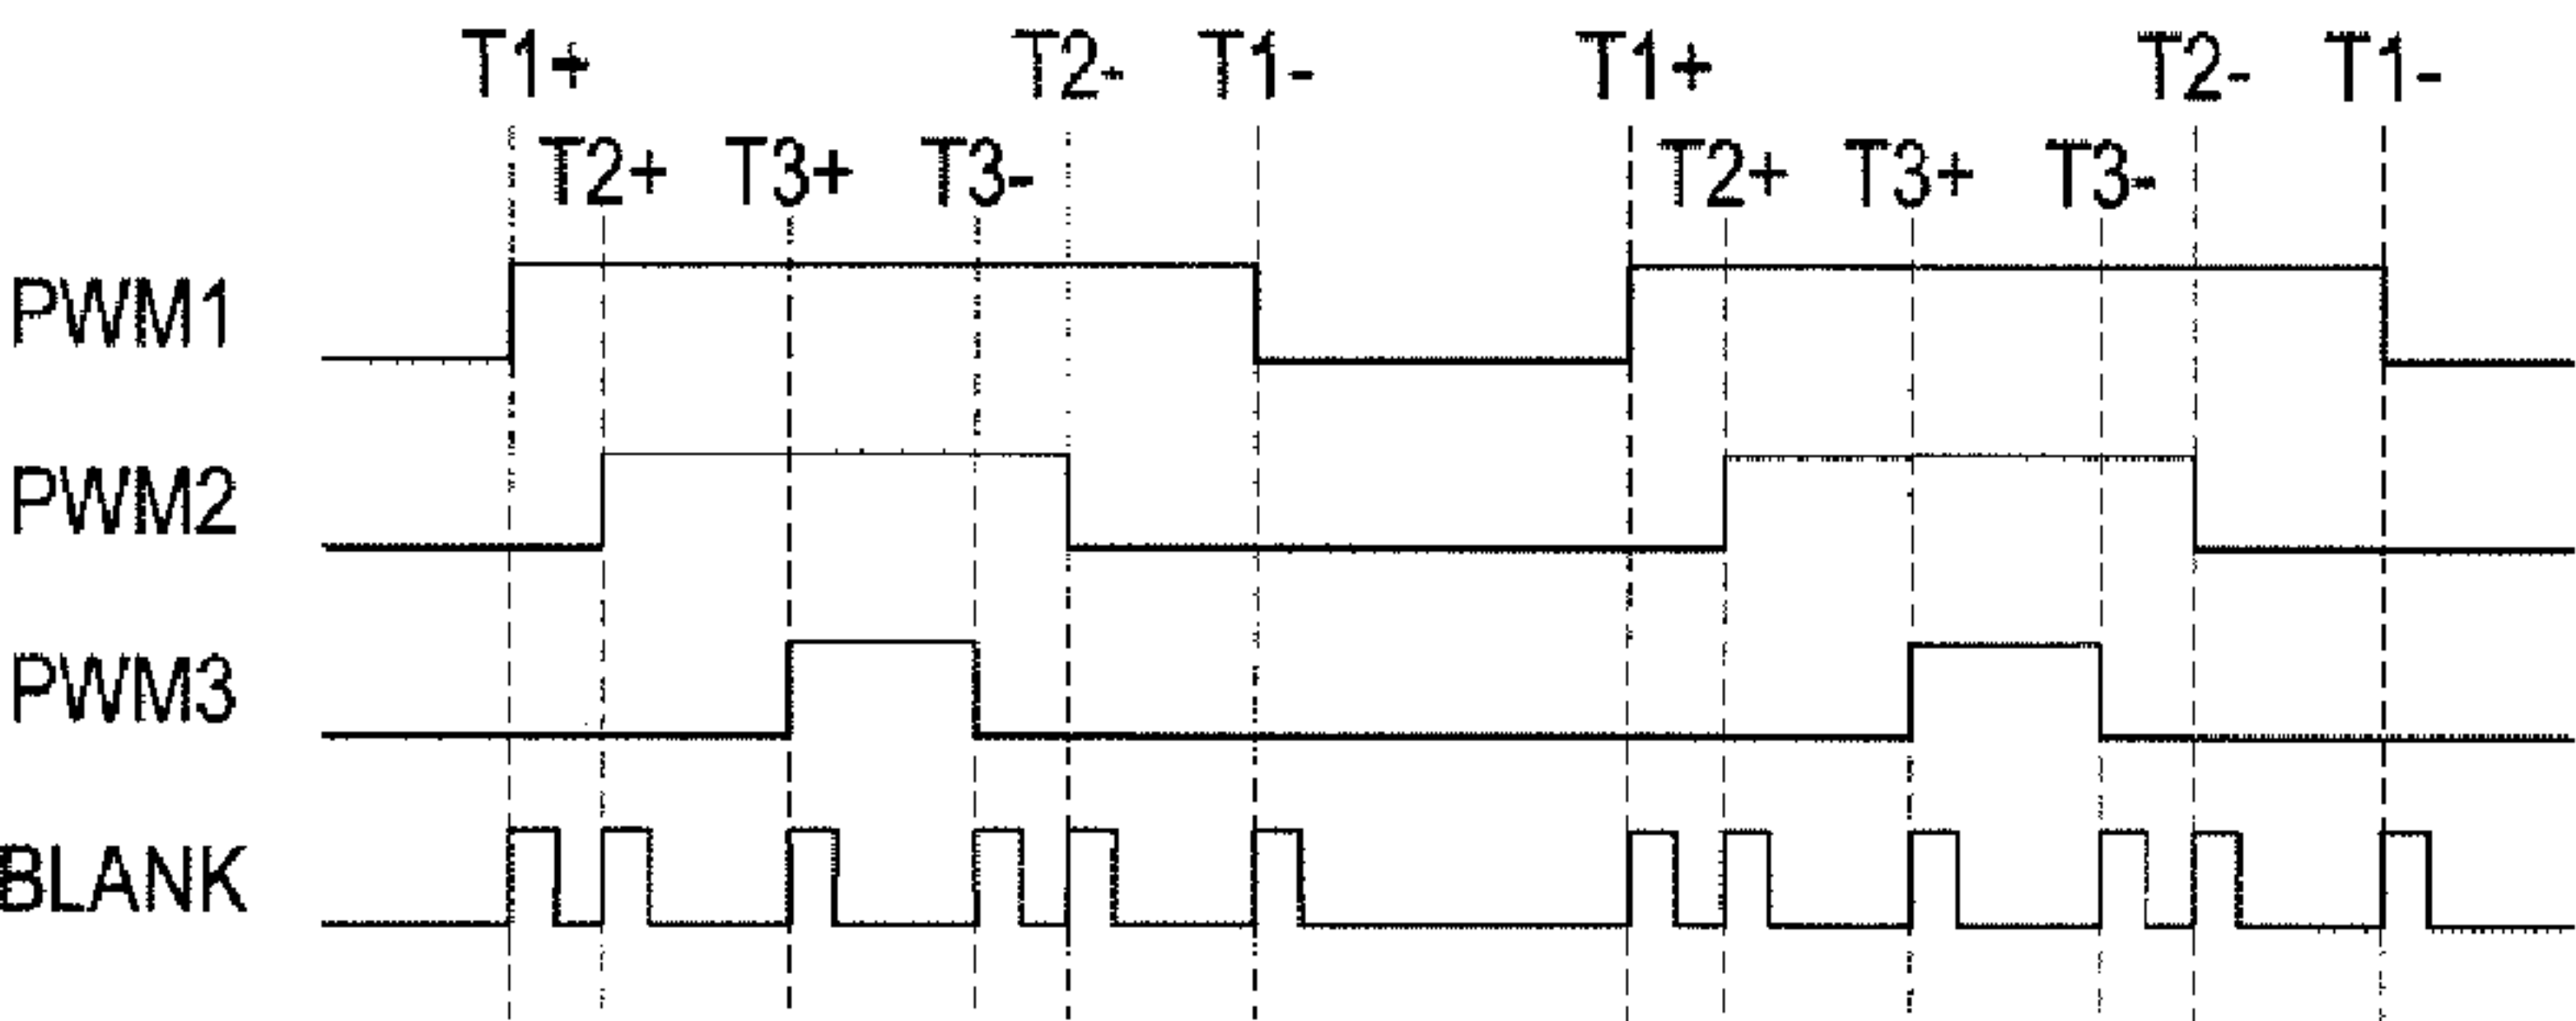 T1+ T2- T1- T1+ T2- T1-
T2+ T3+ T3- T2+ T3+ T3-
PWM1
PWM2
PWM3
BLANK